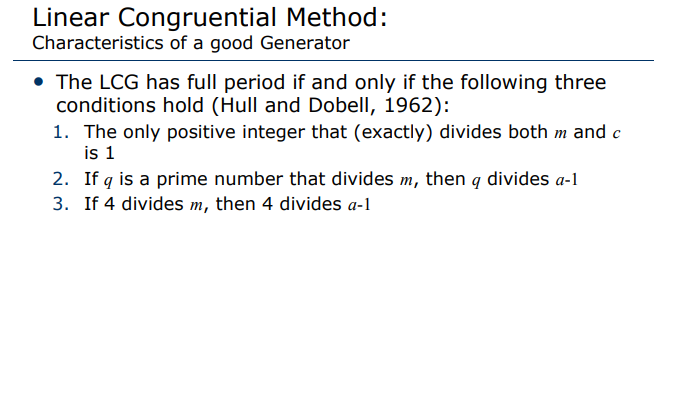 Linear Congruential Method:
Characteristics of a good Generator
• The LCG has full period if and only if the following three
conditions hold (Hull and Dobell, 1962):
1. The only positive integer that (exactly) divides both m and c
is 1
2. If q is a prime number that divides m, then q divides a-1
3. If 4 divides m, then 4 divides a-1